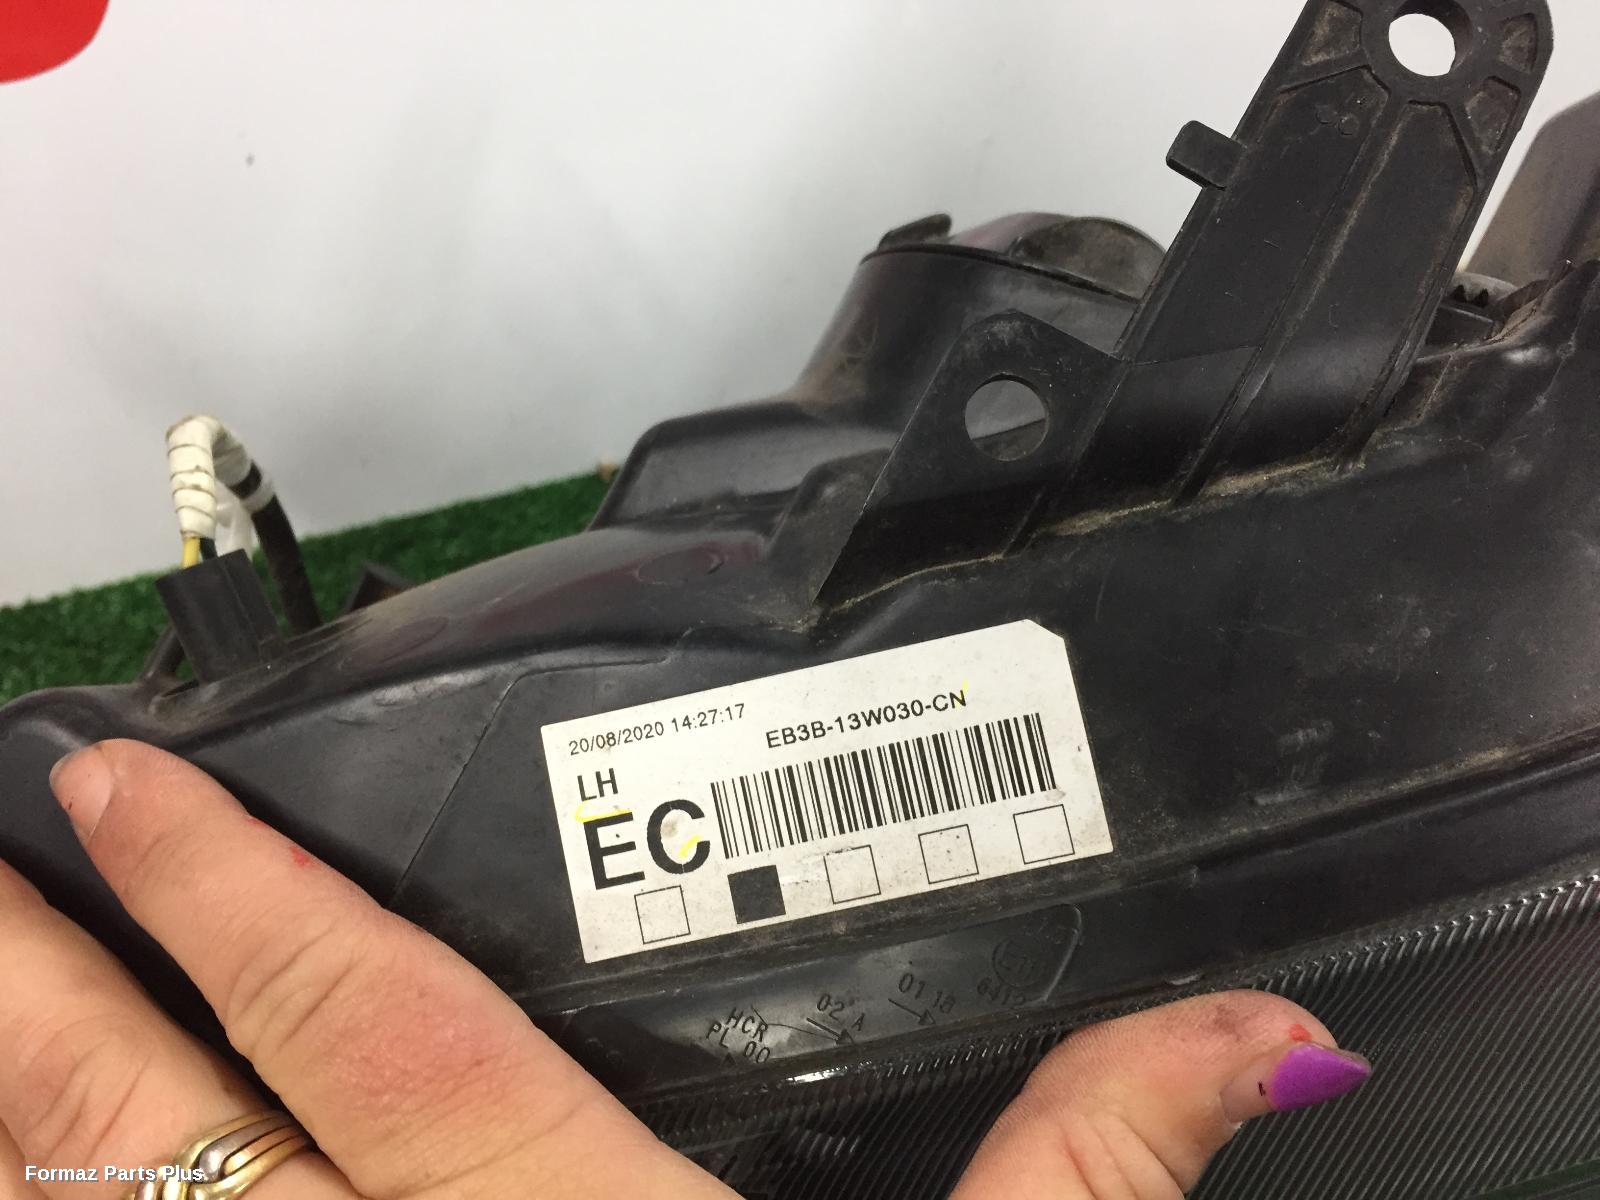 20/08/2020 14:27:17 EB3B-13W030-CN
LH
EC
HCR 02 A 01 1a
PL 00
Formaz Parts Plus